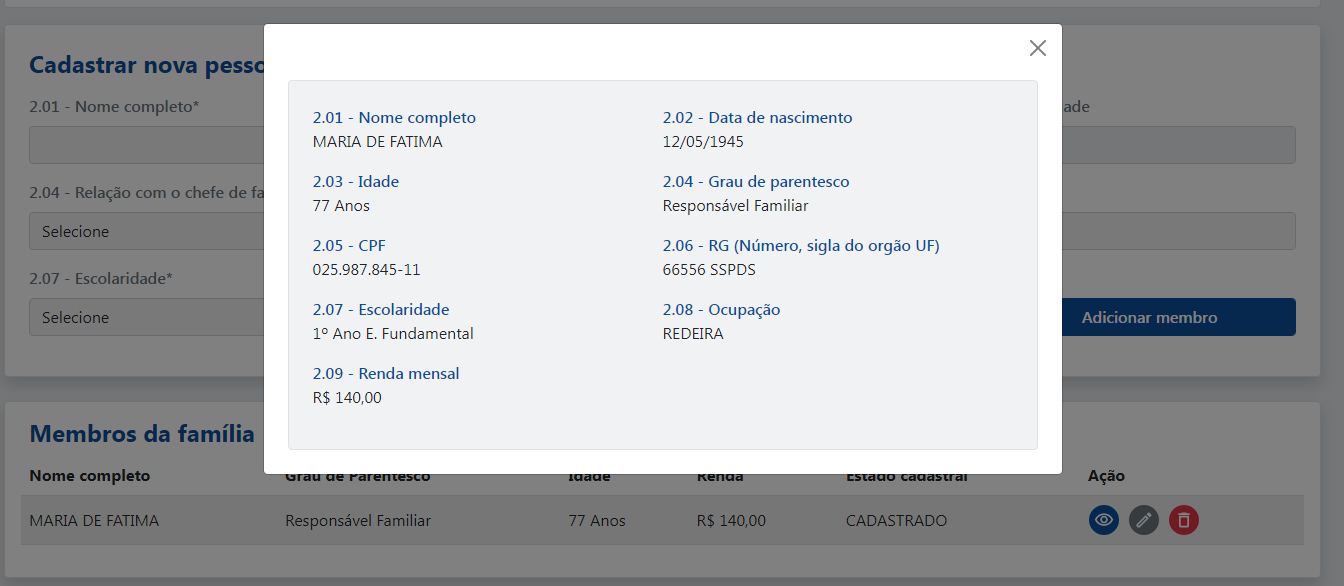 Cadastrar nova pesso
2.01 - Nome completo*
ade
2.04 - Relação com o chefe de fa
Selecione
2.07 - Escolaridade*
Selecione
Adicionar membro
2.01 - Nome completo
MARIA DE FATIMA
2.02 - Data de nascimento
12/05/1945
2.03 - Idade
77 Anos
2.04 - Grau de parentesco
Responsável Familiar
2.05 - CPF
025.987.845-11
2.06 - RG (Número, sigla do orgão UF)
66556 SSPDS
2.07 - Escolaridade
1º Ano E. Fundamental
2.08 - Ocupação
REDEIRA
2.09 - Renda mensal
R$ 140,00
Membros da família
Nome completo Grau de Parentesco Idade Renda Estado cadastral Ação
MARIA DE FATIMA Responsável Familiar 77 Anos R$ 140,00 CADASTRADO